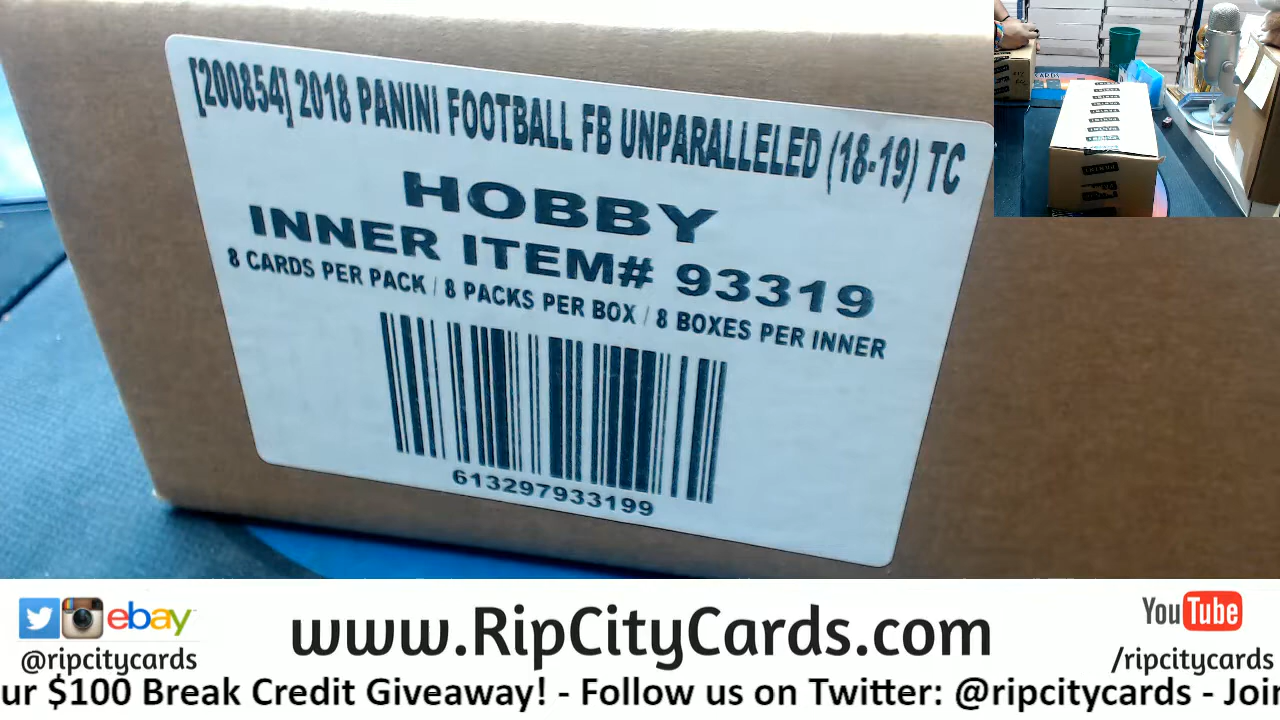 [200854] 2018 PANINI FOOTBALL FB UNPARALLELED (18-19) TC
HOBBY
INNER ITEM# 93319
8 CARDS PER PACK / 8 PACKS PER BOX / 8 BOXES PER INNER
613297933199
ebay
@ripcitycards
www.RipCityCards.com
YouTube
/ripcitycards
ur $100 Break Credit Giveaway! - Follow us on Twitter: @ripcitycards - Join